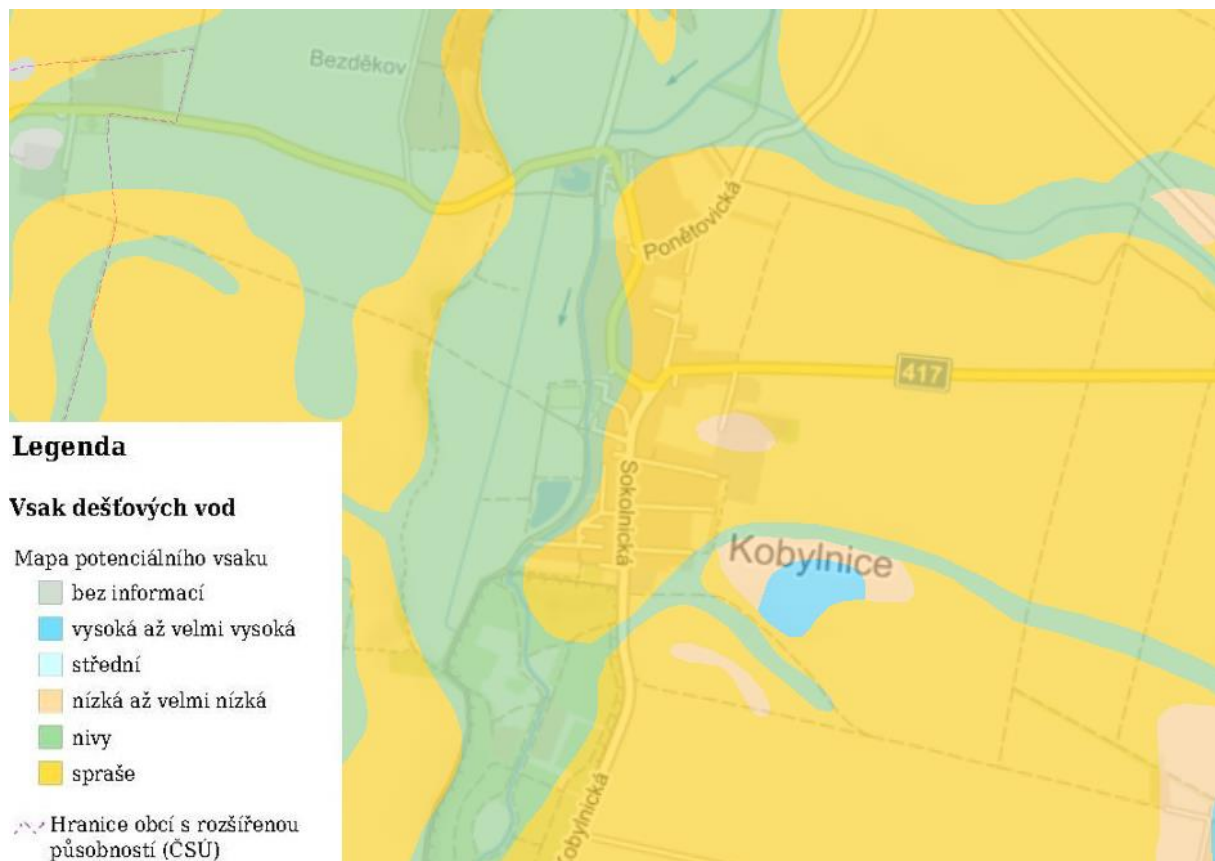 Bezděkov
Ponětovická
417
Sokolnická
Kobylnice
Kobylnická
Legenda
Vsak dešťových vod
Mapa potenciálního vsaku
bez informací
vysoká až velmi vysoká
střední
nízká až velmi nízká
nivy
spraše
Hranice obcí s rozšířenou
působností (ČSÚ)